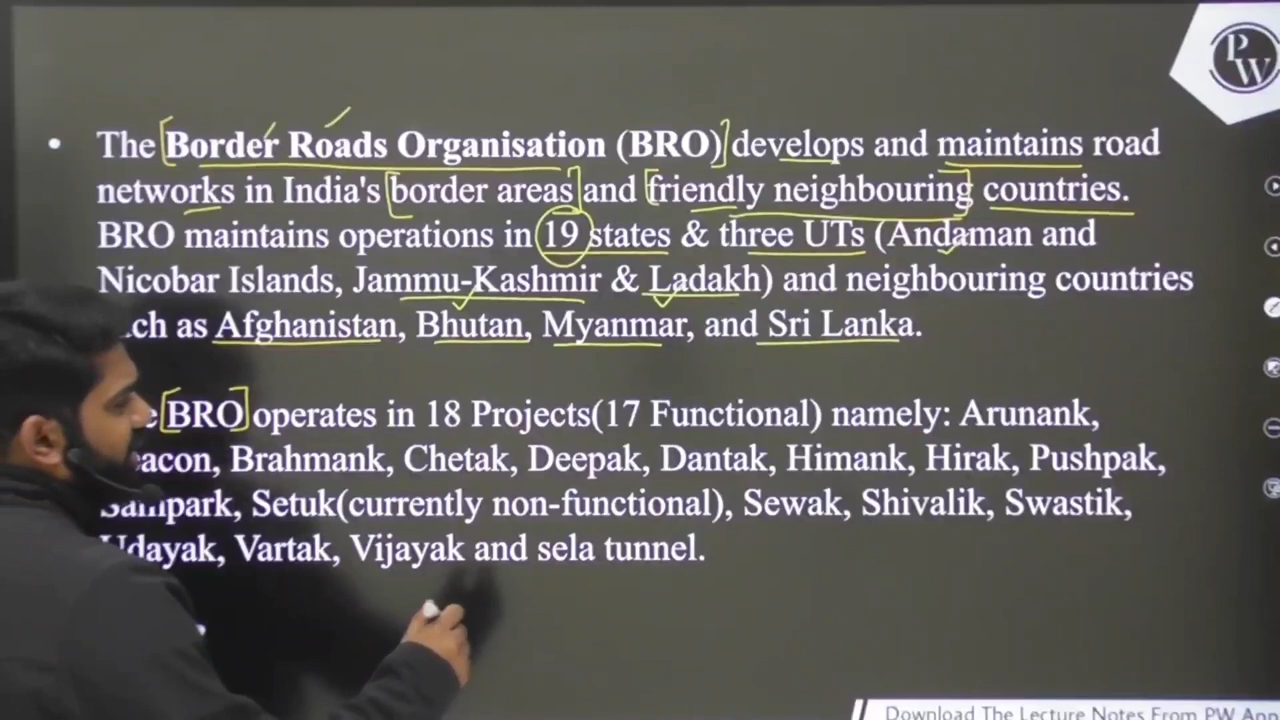 P
W
• The Border Roads Organisation (BRO) develops and maintains road
networks in India's border areas and friendly neighbouring countries.
BRO maintains operations in 19 states & three UTs (Andaman and
Nicobar Islands, Jammu-Kashmir & Ladakh) and neighbouring countries
as Afghanistan, Bhutan, Myanmar, and Sri Lanka.
BRO operates in 18 Projects(17 Functional) namely: Arunank,
Brahmank, Chetak, Deepak, Dantak, Himank, Hirak, Pushpak,
Setuk(currently non-functional), Sewak, Shivalik, Swastik,
Udayak, Vartak, Vijayak and sela tunnel.
Download The Lecture Notes From PW App